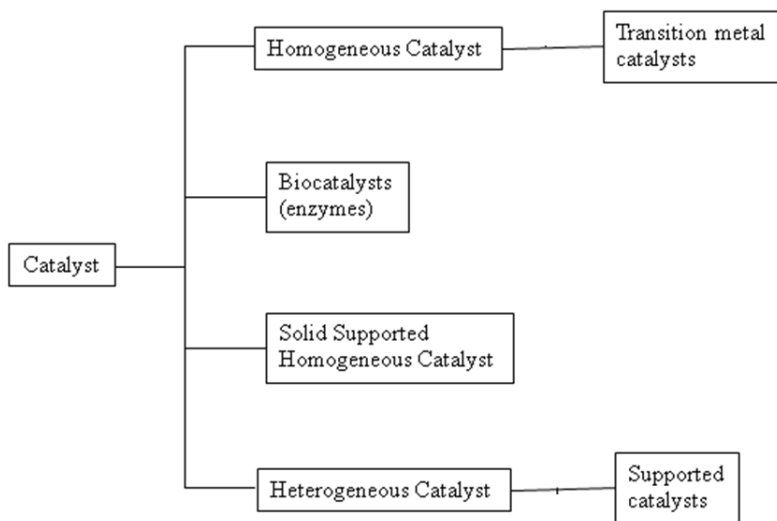 Homogeneous Catalyst
Transition metal
catalysts
Biocatalysts
(enzymes)
Catalyst
Solid Supported
Homogeneous Catalyst
Heterogeneous Catalyst
Supported
catalysts